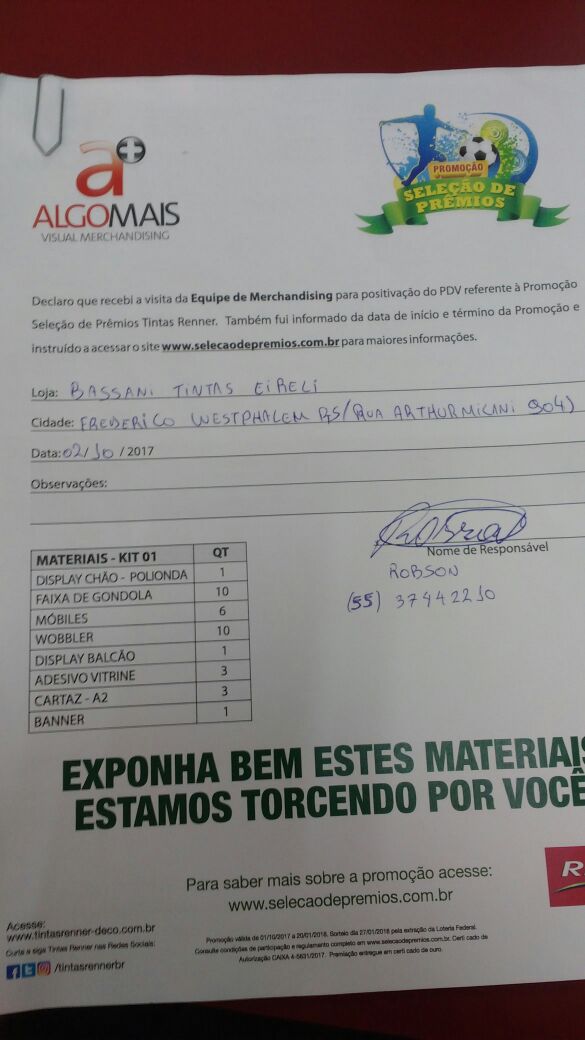 a+
ALGOMAIS
VISUAL MERCHANDISING
PROMOÇÃO
SELEÇÃO DE
PRÊMIOS
Declaro que recebi a visita da Equipe de Merchandising para positivação do PDV referente à Promoção
Seleção de Prêmios Tintas Renner. Também fui informado da data de início e término da Promoção e
instruído a acessar o site www.selecaodepremios.com.br para maiores informações.
Loja: BASSANI TINTAS EIRELI
Cidade: FREDERICO WESTPHALEM RS/(RUA ARTHURMILANI 904)
Data: 02/10 / 2017
Observações:
Nome de Responsável
ROBSON
(55) 37442210
MATERIAIS - KIT 01 QT
DISPLAY CHÃO - POLIONDA 1
FAIXA DE GONDOLA 10
MÓBILES 6
WOBBLER 10
DISPLAY BALCÃO 1
ADESIVO VITRINE 3
CARTAZ - A2 3
BANNER 1
EXPONHA BEM ESTES MATERIAIS
ESTAMOS TORCENDO POR VOCÊ
Para saber mais sobre a promoção acesse:
www.selecaodepremios.com.br
R
Acesse:
www.tintasrenner-deco.com.br
Curta e siga Tintas Renner nas Redes Sociais:
/tintasrennerbr
Promoção válida de 01/10/2017 a 20/01/2018. Sorteio dia 27/01/2018 pela extração da Loteria Federal.
Consulte condições de participação e regulamento completo em www.selecaodepremios.com.br. Certi cado de
Autorização CAIXA 4-5631/2017. Premiação entregue em certi cado de ouro.